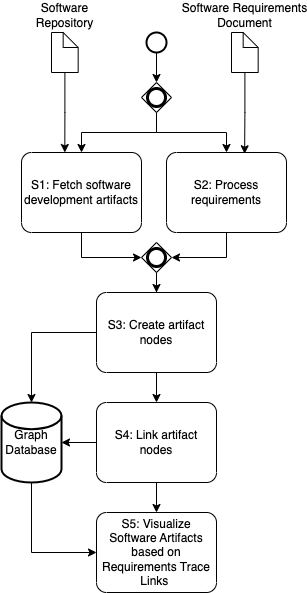 Software
Repository
Software Requirements
Document
S1: Fetch software
development artifacts
S2: Process
requirements
S3: Create artifact
nodes
Graph
Database
S4: Link artifact
nodes
S5: Visualize
Software Artifacts
based on
Requirements Trace
Links